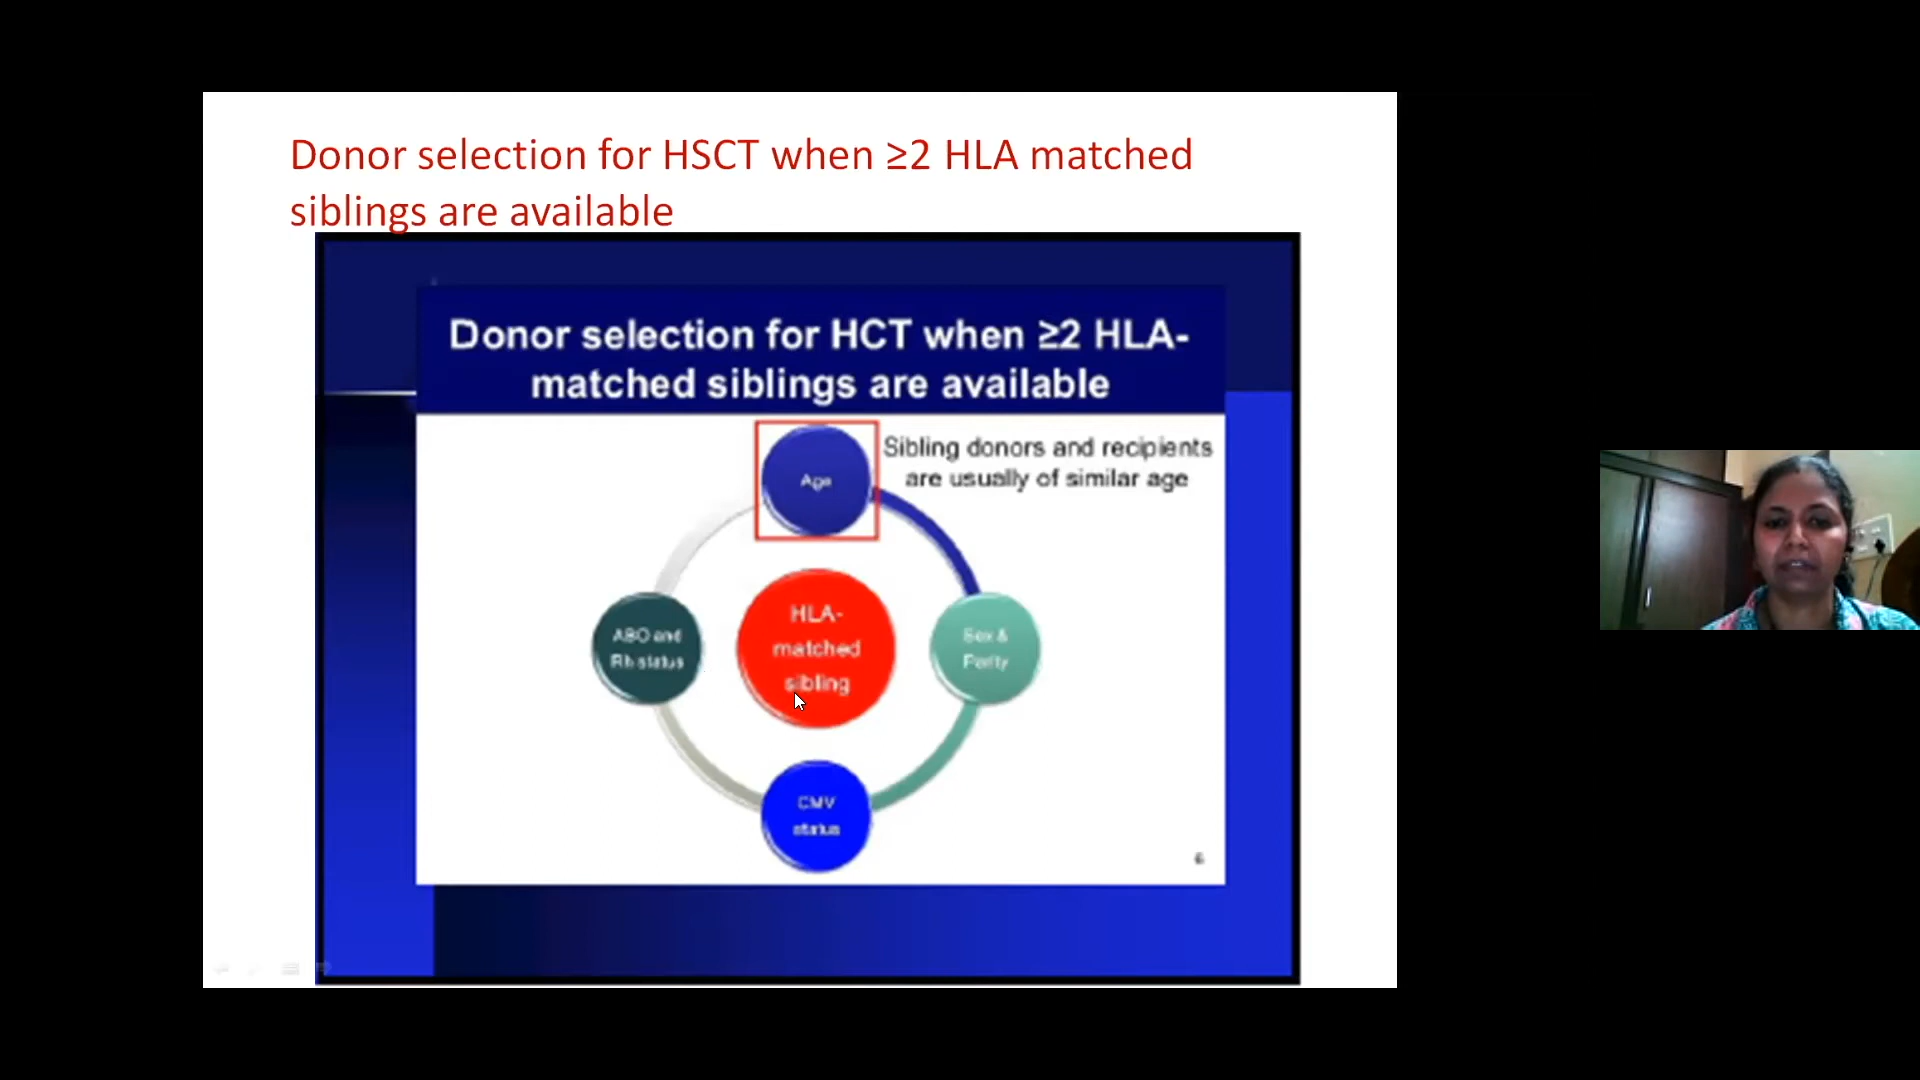 Donor selection for HSCT when ≥2 HLA matched
siblings are available
Donor selection for HCT when ≥2 HLA-
matched siblings are available
Age
Sibling donors and recipients
are usually of similar age
ABO and
Rh status
HLA-
matched
sibling
Sex &
Parity
CMV
status
6